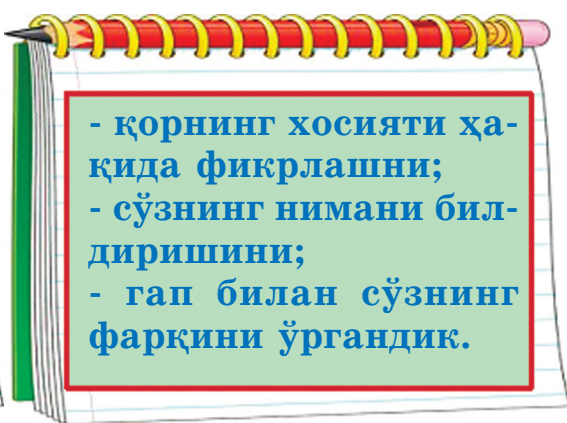 - қорнинг хосияти ҳа-
қида фикрлашни;
- сўзнинг нимани бил-
диришини;
- гап билан сўзнинг
фарқини ўргандик.